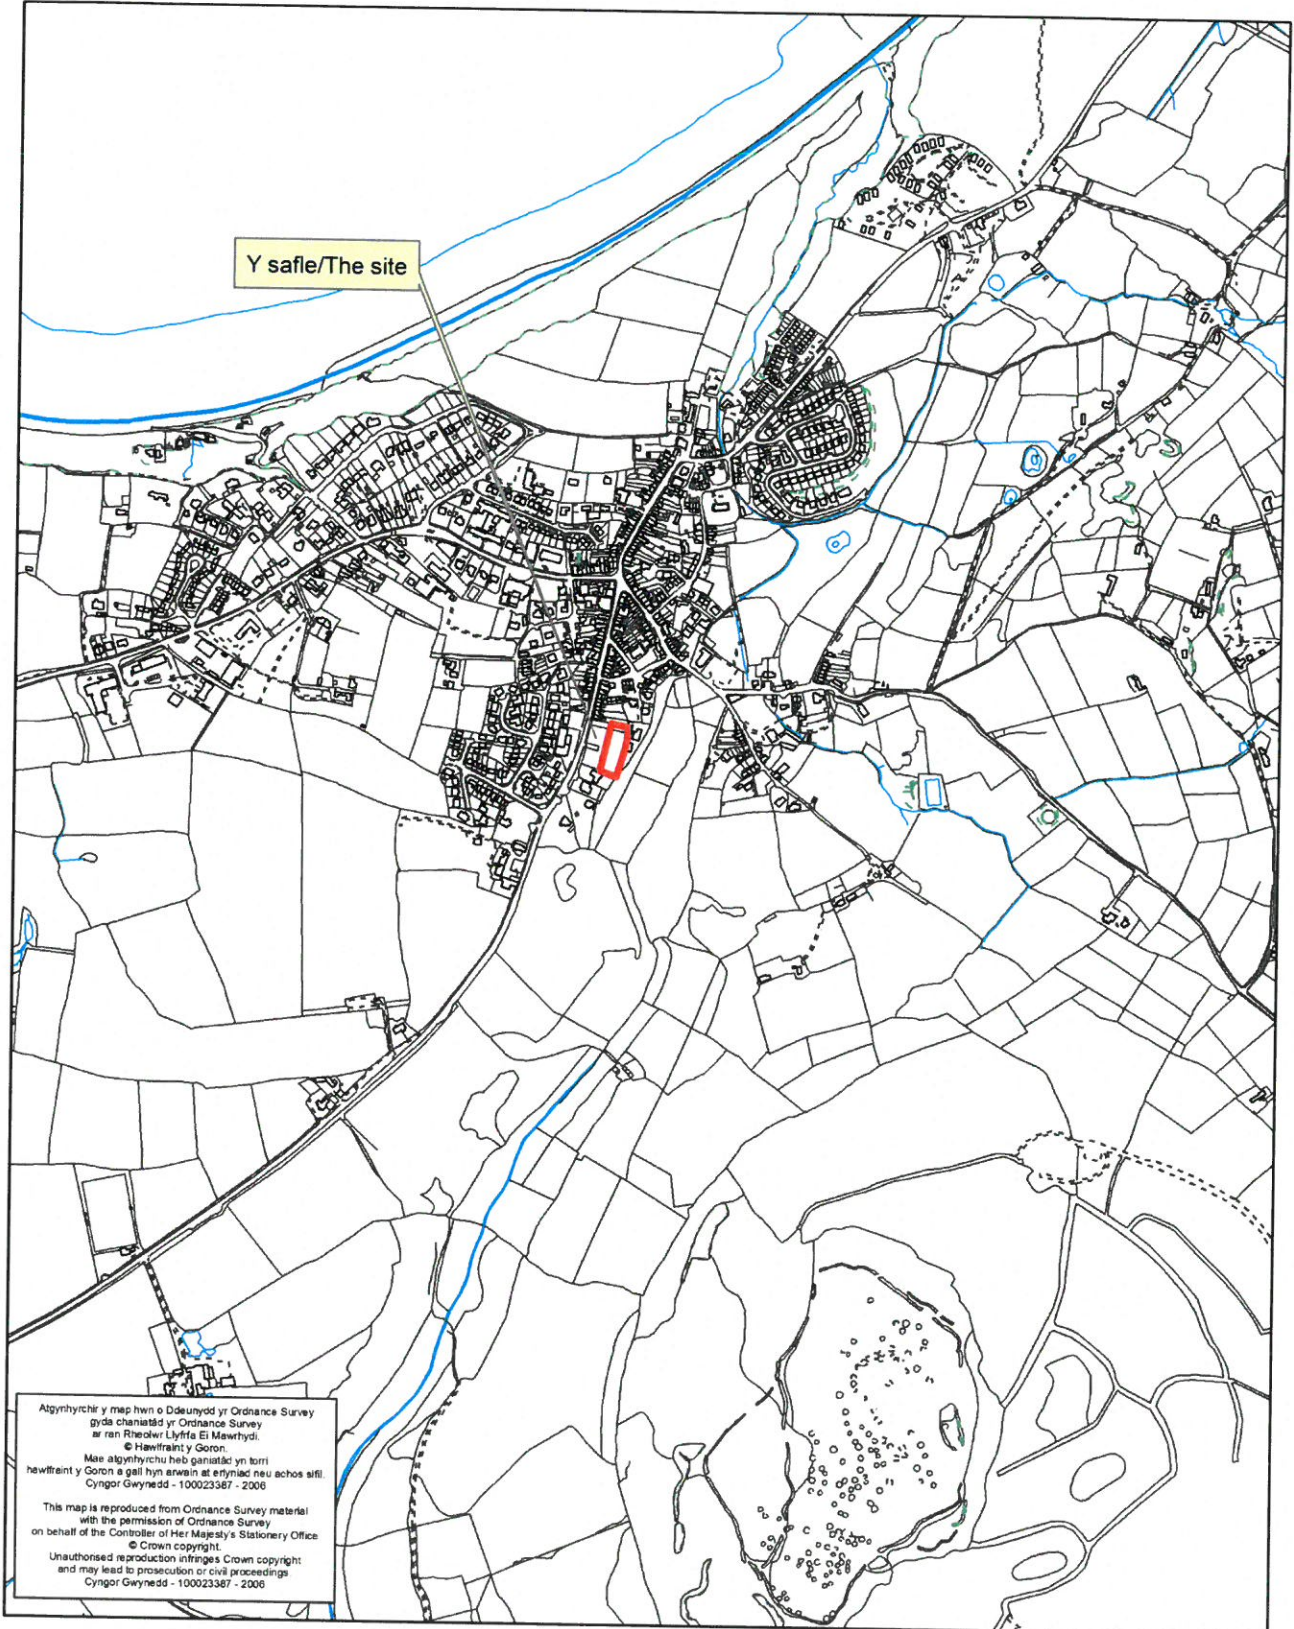 Y safle/The site
Atgynhyrchir y map hwn o Ddeunydd yr Ordnance Survey
gyda chaniatâd yr Ordnance Survey
ar ran Rheolwr Llyfrfa Ei Mawrhydi.
© Hawlfraint y Goron.
Mae atgynhyrchu heb ganiatâd yn torri
hawlfraint y Goron a gall hyn arwain at erlyniad neu achos sifil.
Cyngor Gwynedd - 100023387 - 2006
This map is reproduced from Ordnance Survey material
with the permission of Ordnance Survey
on behalf of the Controller of Her Majesty's Stationery Office
© Crown copyright.
Unauthorised reproduction infringes Crown copyright
and may lead to prosecution or civil proceedings
Cyngor Gwynedd - 100023387 - 2006